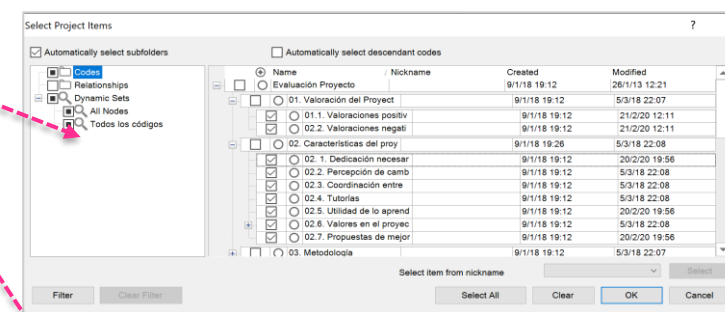 Select Project Items ?
Automatically select subfolders Automatically select descendant codes
Codes
Relationships
Dynamic Sets
All Nodes
Todos los códigos
Name / Nickname Created Modified
Evaluación Proyecto 9/1/18 19:12 26/1/13 12:21
01. Valoración del Proyect 9/1/18 19:12 5/3/18 22:07
01.1. Valoraciones positiv 9/1/18 19:12 21/2/20 12:11
02.2. Valoraciones negati 9/1/18 19:12 21/2/20 12:11
02. Características del proy 9/1/18 19:26 5/3/18 22:08
02. 1. Dedicación necesar 9/1/18 19:12 20/2/20 19:56
02.2. Percepción de camb 9/1/18 19:12 5/3/18 22:08
02.3. Coordinación entre 9/1/18 19:12 5/3/18 22:08
02.4. Tutorías 9/1/18 19:12 5/3/18 22:08
02.5. Utilidad de lo aprend 9/1/18 19:12 20/2/20 19:56
02.6. Valores en el proyec 9/1/18 19:12 5/3/18 22:08
02.7. Propuestas de mejor 9/1/18 19:12 20/2/20 19:56
03. Metodología 9/1/18 19:12 5/3/18 22:07
Select item from nickname Select
Filter Clear Filter Select All Clear OK Cancel